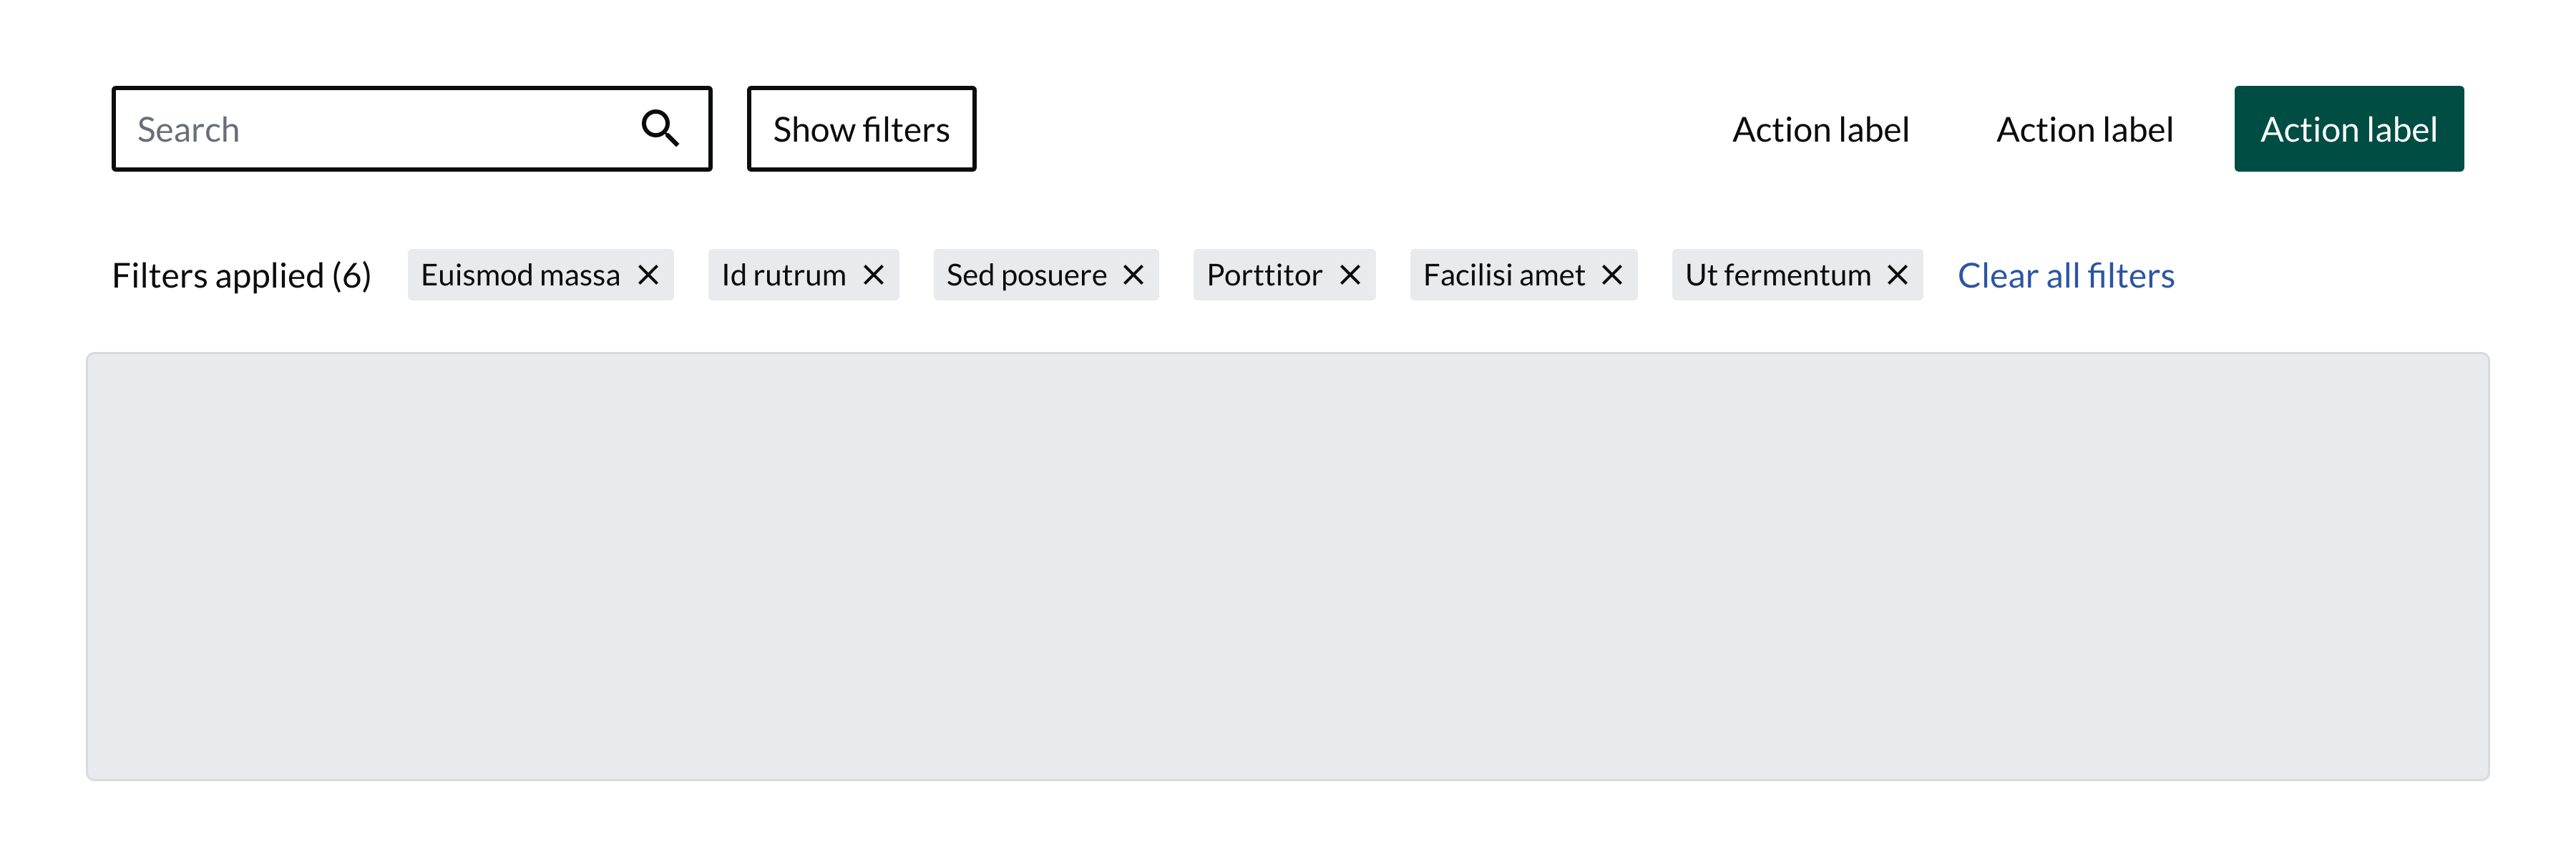 Search Show filters Action label Action label Action label
Filters applied (6) Euismod massa Id rutrum Sed posuere Porttitor Facilisi amet Ut fermentum Clear all filters